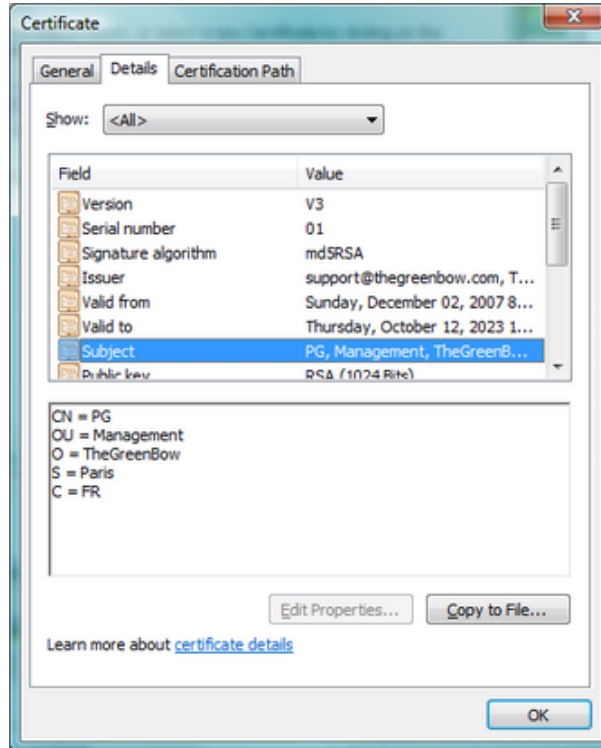 Certificate
General Details Certification Path
Show: <All>
Field Value
Version V3
Serial number 01
Signature algorithm md5RSA
Issuer support@thegreenbow.com, T...
Valid from Sunday, December 02, 2007 8...
Valid to Thursday, October 12, 2023 1...
Subject PG, Management, TheGreenB...
Public key RSA (1024 Bits)
CN = PG
OU = Management
O = TheGreenBow
S = Paris
C = FR
Edit Properties... Copy to File...
Learn more about certificate details
OK